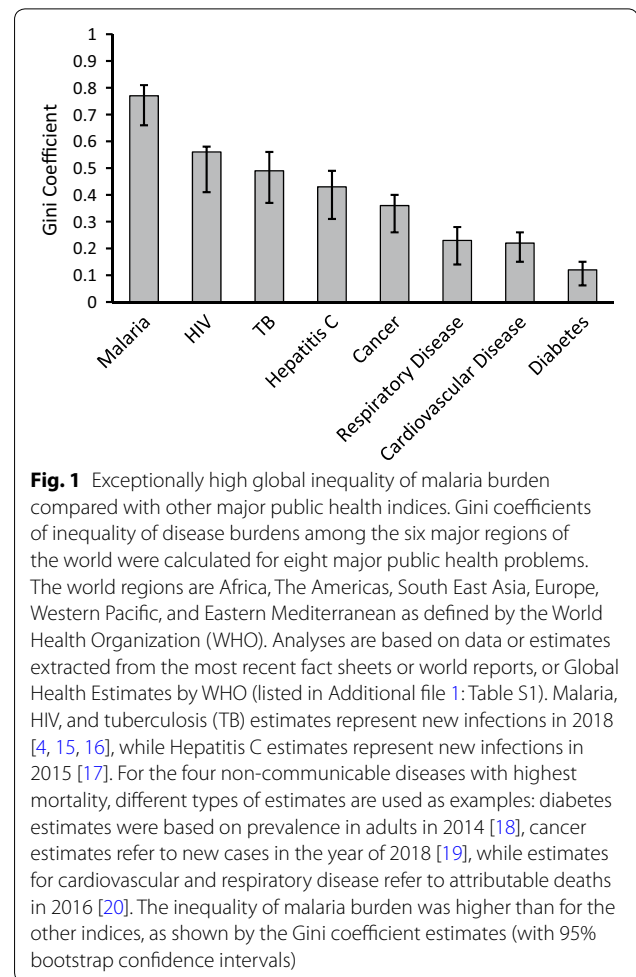 1
0.9
0.8
0.7
0.6
0.5
0.4
0.3
0.2
0.1
0
Gini Coefficient
Malaria
HIV
TB
Hepatitis C
Cancer
Respiratory Disease
Cardiovascular Disease
Diabetes
Fig. 1 Exceptionally high global inequality of malaria burden
compared with other major public health indices. Gini coefficients
of inequality of disease burdens among the six major regions of
the world were calculated for eight major public health problems.
The world regions are Africa, The Americas, South East Asia, Europe,
Western Pacific, and Eastern Mediterranean as defined by the World
Health Organization (WHO). Analyses are based on data or estimates
extracted from the most recent fact sheets or world reports, or Global
Health Estimates by WHO (listed in Additional file 1: Table S1). Malaria,
HIV, and tuberculosis (TB) estimates represent new infections in 2018
[4, 15, 16], while Hepatitis C estimates represent new infections in
2015 [17]. For the four non-communicable diseases with highest
mortality, different types of estimates are used as examples: diabetes
estimates were based on prevalence in adults in 2014 [18], cancer
estimates refer to new cases in the year of 2018 [19], while estimates
for cardiovascular and respiratory disease refer to attributable deaths
in 2016 [20]. The inequality of malaria burden was higher than for the
other indices, as shown by the Gini coefficient estimates (with 95%
bootstrap confidence intervals)